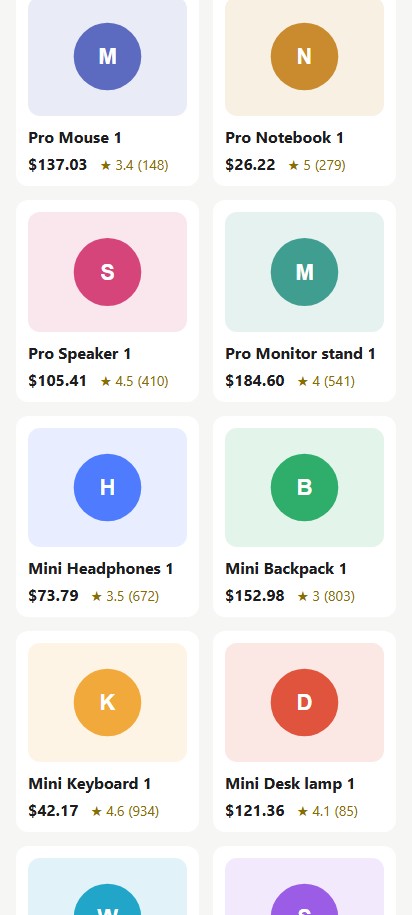 M
N
Pro Mouse 1
Pro Notebook 1
$137.03 ★ 3.4 (148)
$26.22 ★ 5 (279)
S
M
Pro Speaker 1
Pro Monitor stand 1
$105.41 ★ 4.5 (410)
$184.60 ★ 4 (541)
H
B
Mini Headphones 1
Mini Backpack 1
$73.79 ★ 3.5 (672)
$152.98 ★ 3 (803)
K
D
Mini Keyboard 1
Mini Desk lamp 1
$42.17 ★ 4.6 (934)
$121.36 ★ 4.1 (85)
W
S